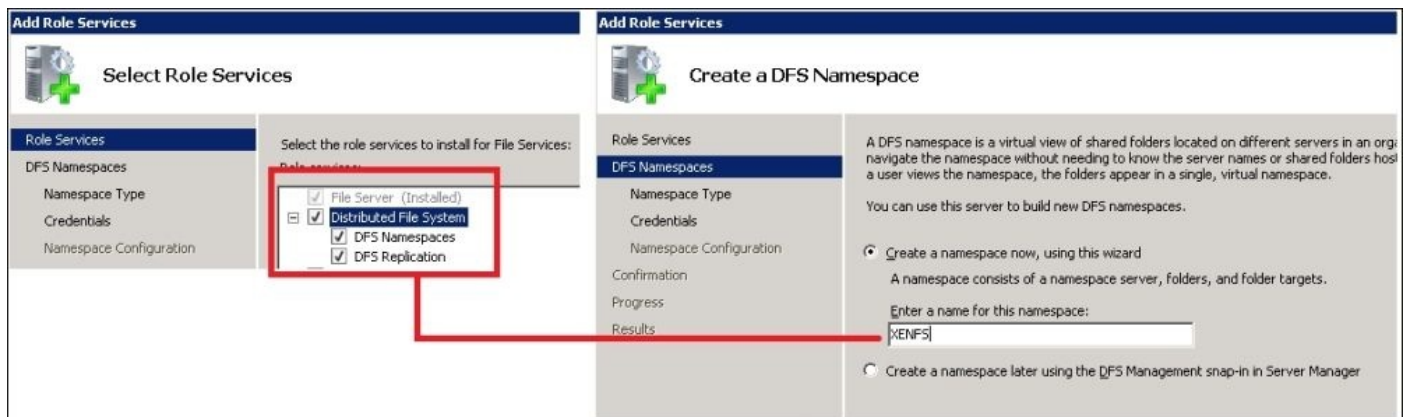 Add Role Services
Select Role Services
Role Services
DFS Namespaces
Namespace Type
Credentials
Namespace Configuration
Select the role services to install for File Services:
Role services:
File Server (Installed)
Distributed File System
DFS Namespaces
DFS Replication
Add Role Services
Create a DFS Namespace
Role Services
DFS Namespaces
Namespace Type
Credentials
Namespace Configuration
Confirmation
Progress
Results
A DFS namespace is a virtual view of shared folders located on different servers in an
navigate the namespace without needing to know the server names or shared folders
a user views the namespace, the folders appear in a single, virtual namespace.
You can use this server to build new DFS namespaces.
Create a namespace now, using this wizard
A namespace consists of a namespace server, folders, and folder targets.
Enter a name for this namespace:
XENFS
Create a namespace later using the DFS Management snap-in in Server Manager